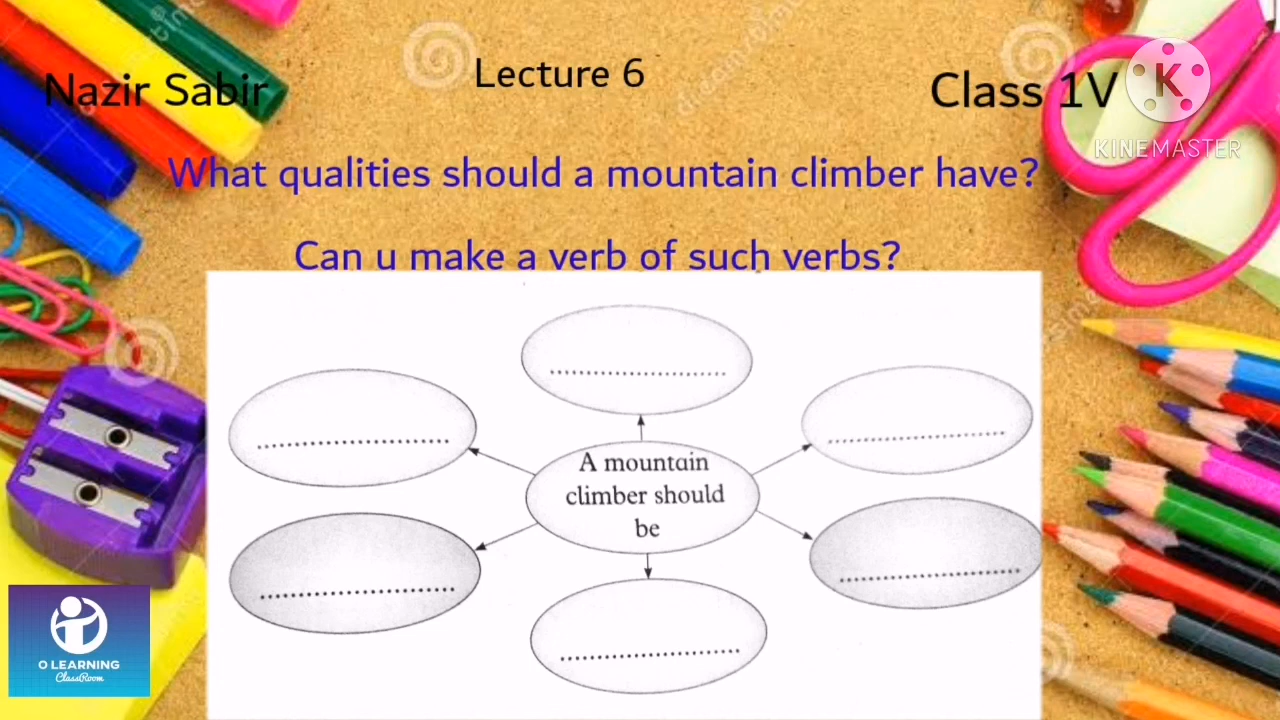 Nazir Sabir
Lecture 6
Class 1V
K
KINEMASTER
What qualities should a mountain climber have?
Can u make a verb of such verbs?
A mountain
climber should
be
O LEARNING
ClassRoom